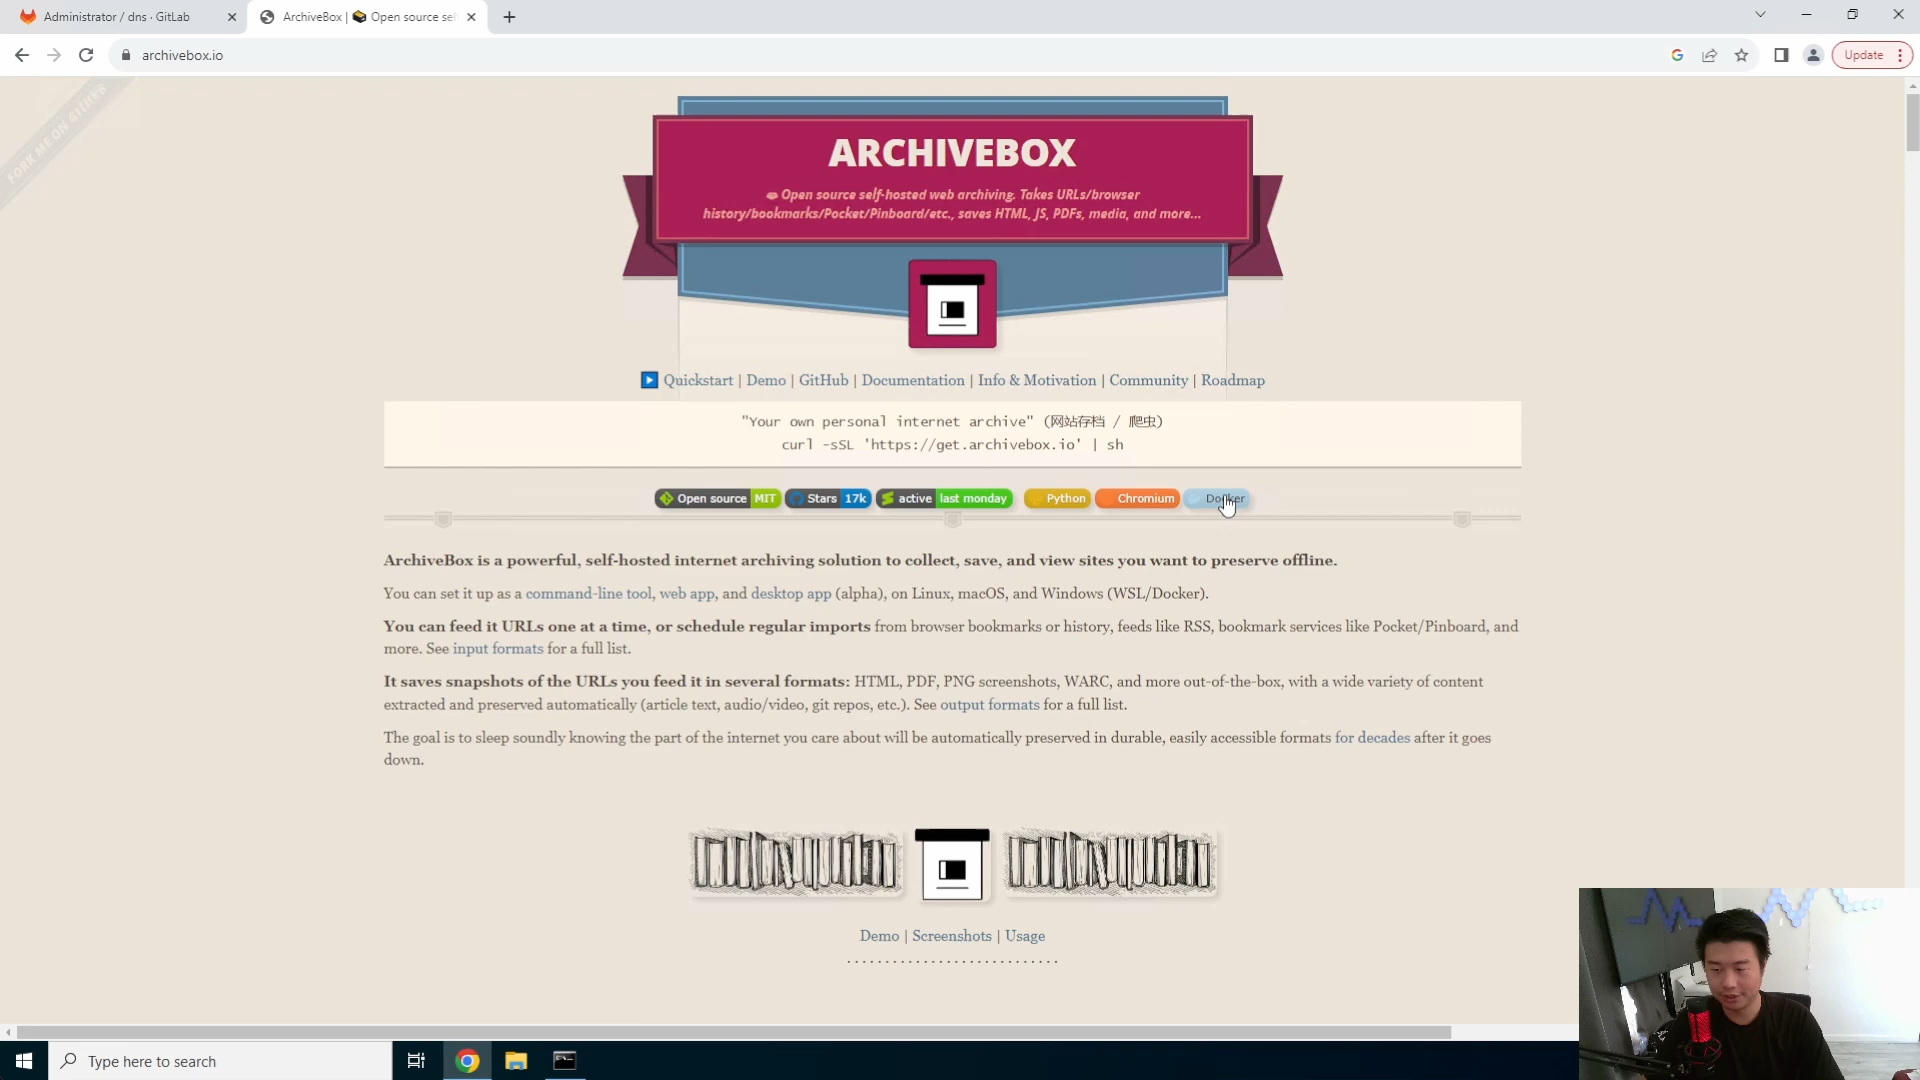 Administrator / dns · GitLab
ArchiveBox | Open source sel
archivebox.io
Update
FORK ME ON GITHUB
ARCHIVEBOX
Open source self-hosted web archiving. Takes URLs/browser
history/bookmarks/Pocket/Pinboard/etc., saves HTML, JS, PDFs, media, and more...
Quickstart | Demo | GitHub | Documentation | Info & Motivation | Community | Roadmap
"Your own personal internet archive" (网站存档 / 爬虫)
curl -sSL 'https://get.archivebox.io' | sh
Open source MIT Stars 17k active last monday Python Chromium Docker
ArchiveBox is a powerful, self-hosted internet archiving solution to collect, save, and view sites you want to preserve offline.
You can set it up as a command-line tool, web app, and desktop app (alpha), on Linux, macOS, and Windows (WSL/Docker).
You can feed it URLs one at a time, or schedule regular imports from browser bookmarks or history, feeds like RSS, bookmark services like Pocket/Pinboard, and
more. See input formats for a full list.
It saves snapshots of the URLs you feed it in several formats: HTML, PDF, PNG screenshots, WARC, and more out-of-the-box, with a wide variety of content
extracted and preserved automatically (article text, audio/video, git repos, etc.). See output formats for a full list.
The goal is to sleep soundly knowing the part of the internet you care about will be automatically preserved in durable, easily accessible formats for decades after it goes
down.
Demo | Screenshots | Usage
. . . . . . . . . . . . . . . . . . . . . . . . . . . .
Type here to search